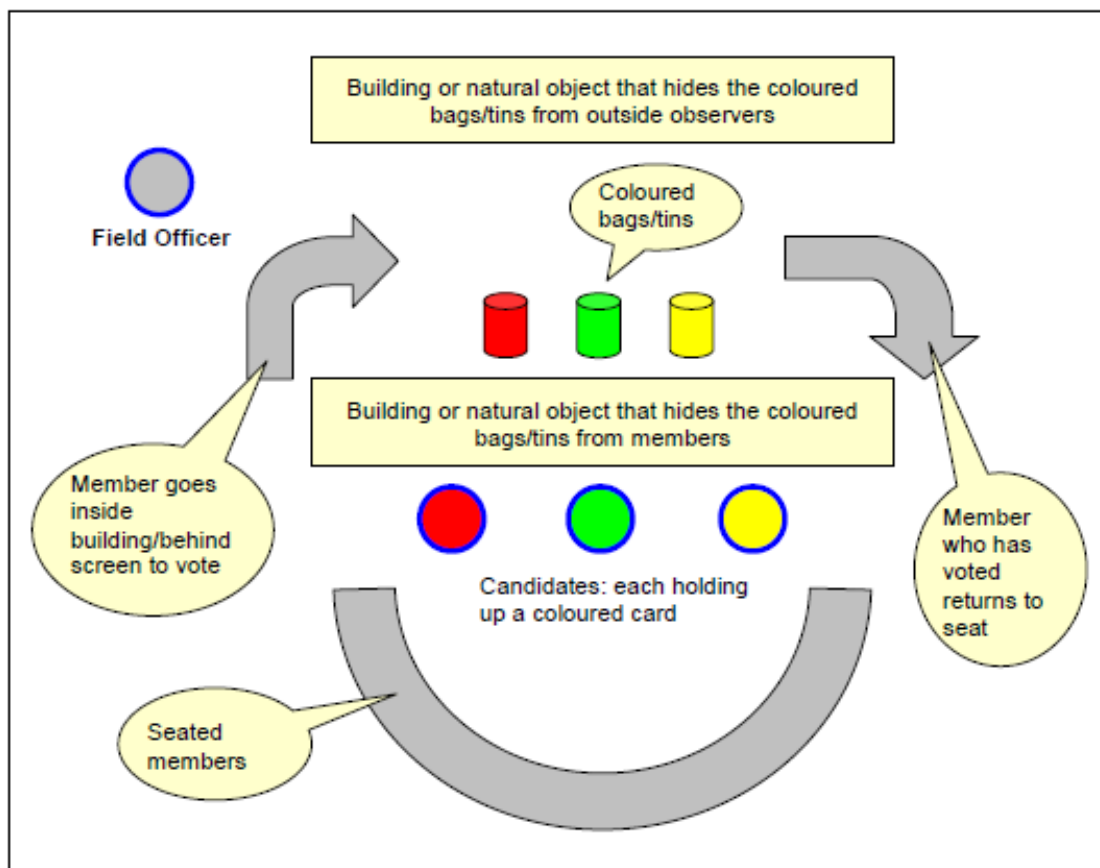 Building or natural object that hides the coloured
bags/tins from outside observers
Coloured
bags/tins
Field Officer
Building or natural object that hides the coloured
bags/tins from members
Member goes
inside
building/behind
screen to vote
Member
who has
voted
returns to
seat
Candidates: each holding
up a coloured card
Seated
members